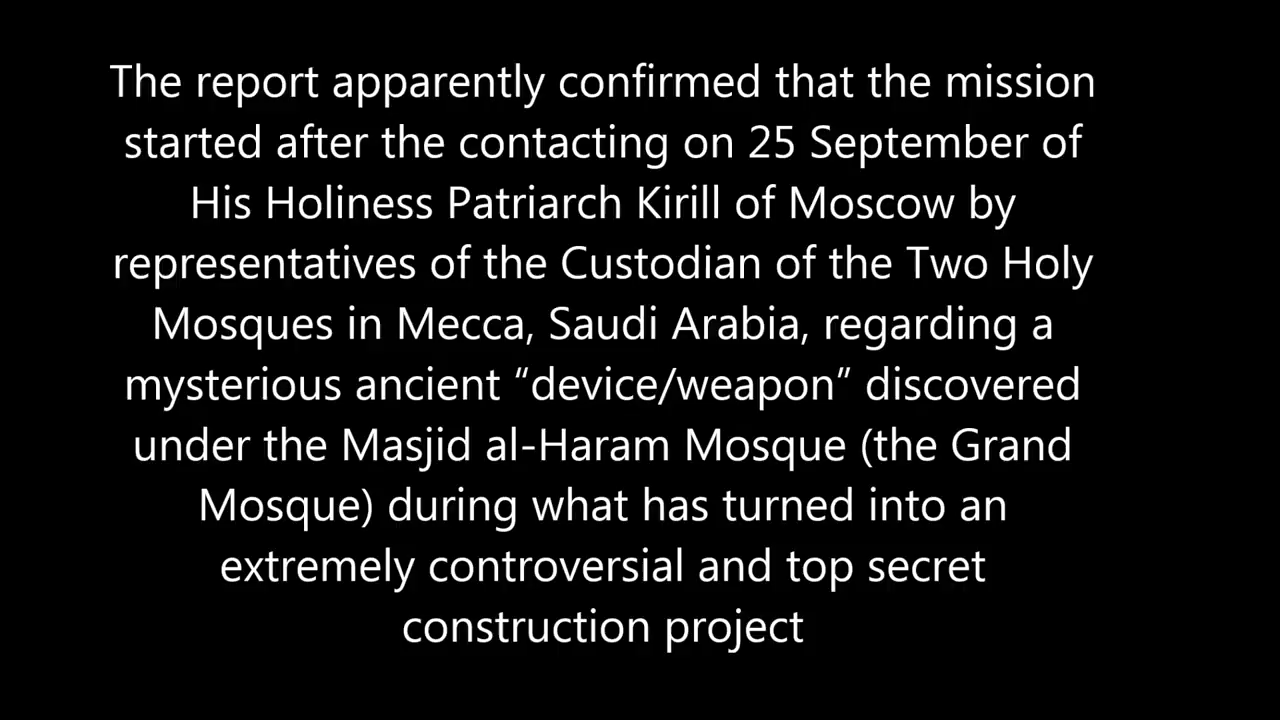 The report apparently confirmed that the mission
started after the contacting on 25 September of
His Holiness Patriarch Kirill of Moscow by
representatives of the Custodian of the Two Holy
Mosques in Mecca, Saudi Arabia, regarding a
mysterious ancient “device/weapon” discovered
under the Masjid al-Haram Mosque (the Grand
Mosque) during what has turned into an
extremely controversial and top secret
construction project